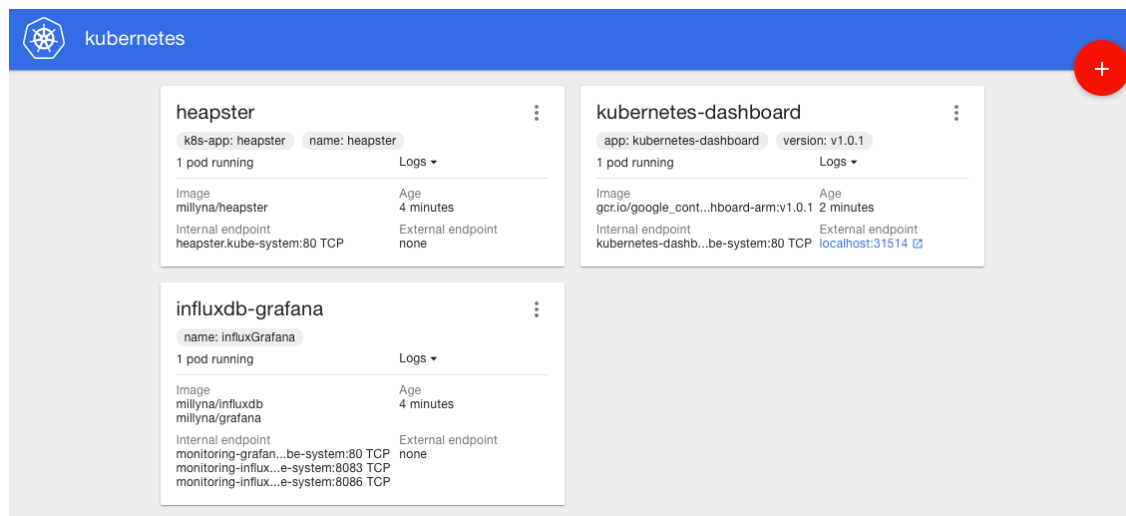 kubernetes
+
heapster
k8s-app: heapster name: heapster
1 pod running Logs
Image Age
millyna/heapster 4 minutes
Internal endpoint External endpoint
heapster.kube-system:80 TCP none
kubernetes-dashboard
app: kubernetes-dashboard version: v1.0.1
1 pod running Logs
Image Age
gcr.io/google_cont...hboard-arm:v1.0.1 2 minutes
Internal endpoint External endpoint
kubernetes-dashb...be-system:80 TCP localhost:31514
influxdb-grafana
name: influxGrafana
1 pod running Logs
Image Age
millyna/influxdb 4 minutes
millyna/grafana
Internal endpoint External endpoint
monitoring-grafan...be-system:80 TCP none
monitoring-influx...e-system:8083 TCP
monitoring-influx...e-system:8086 TCP